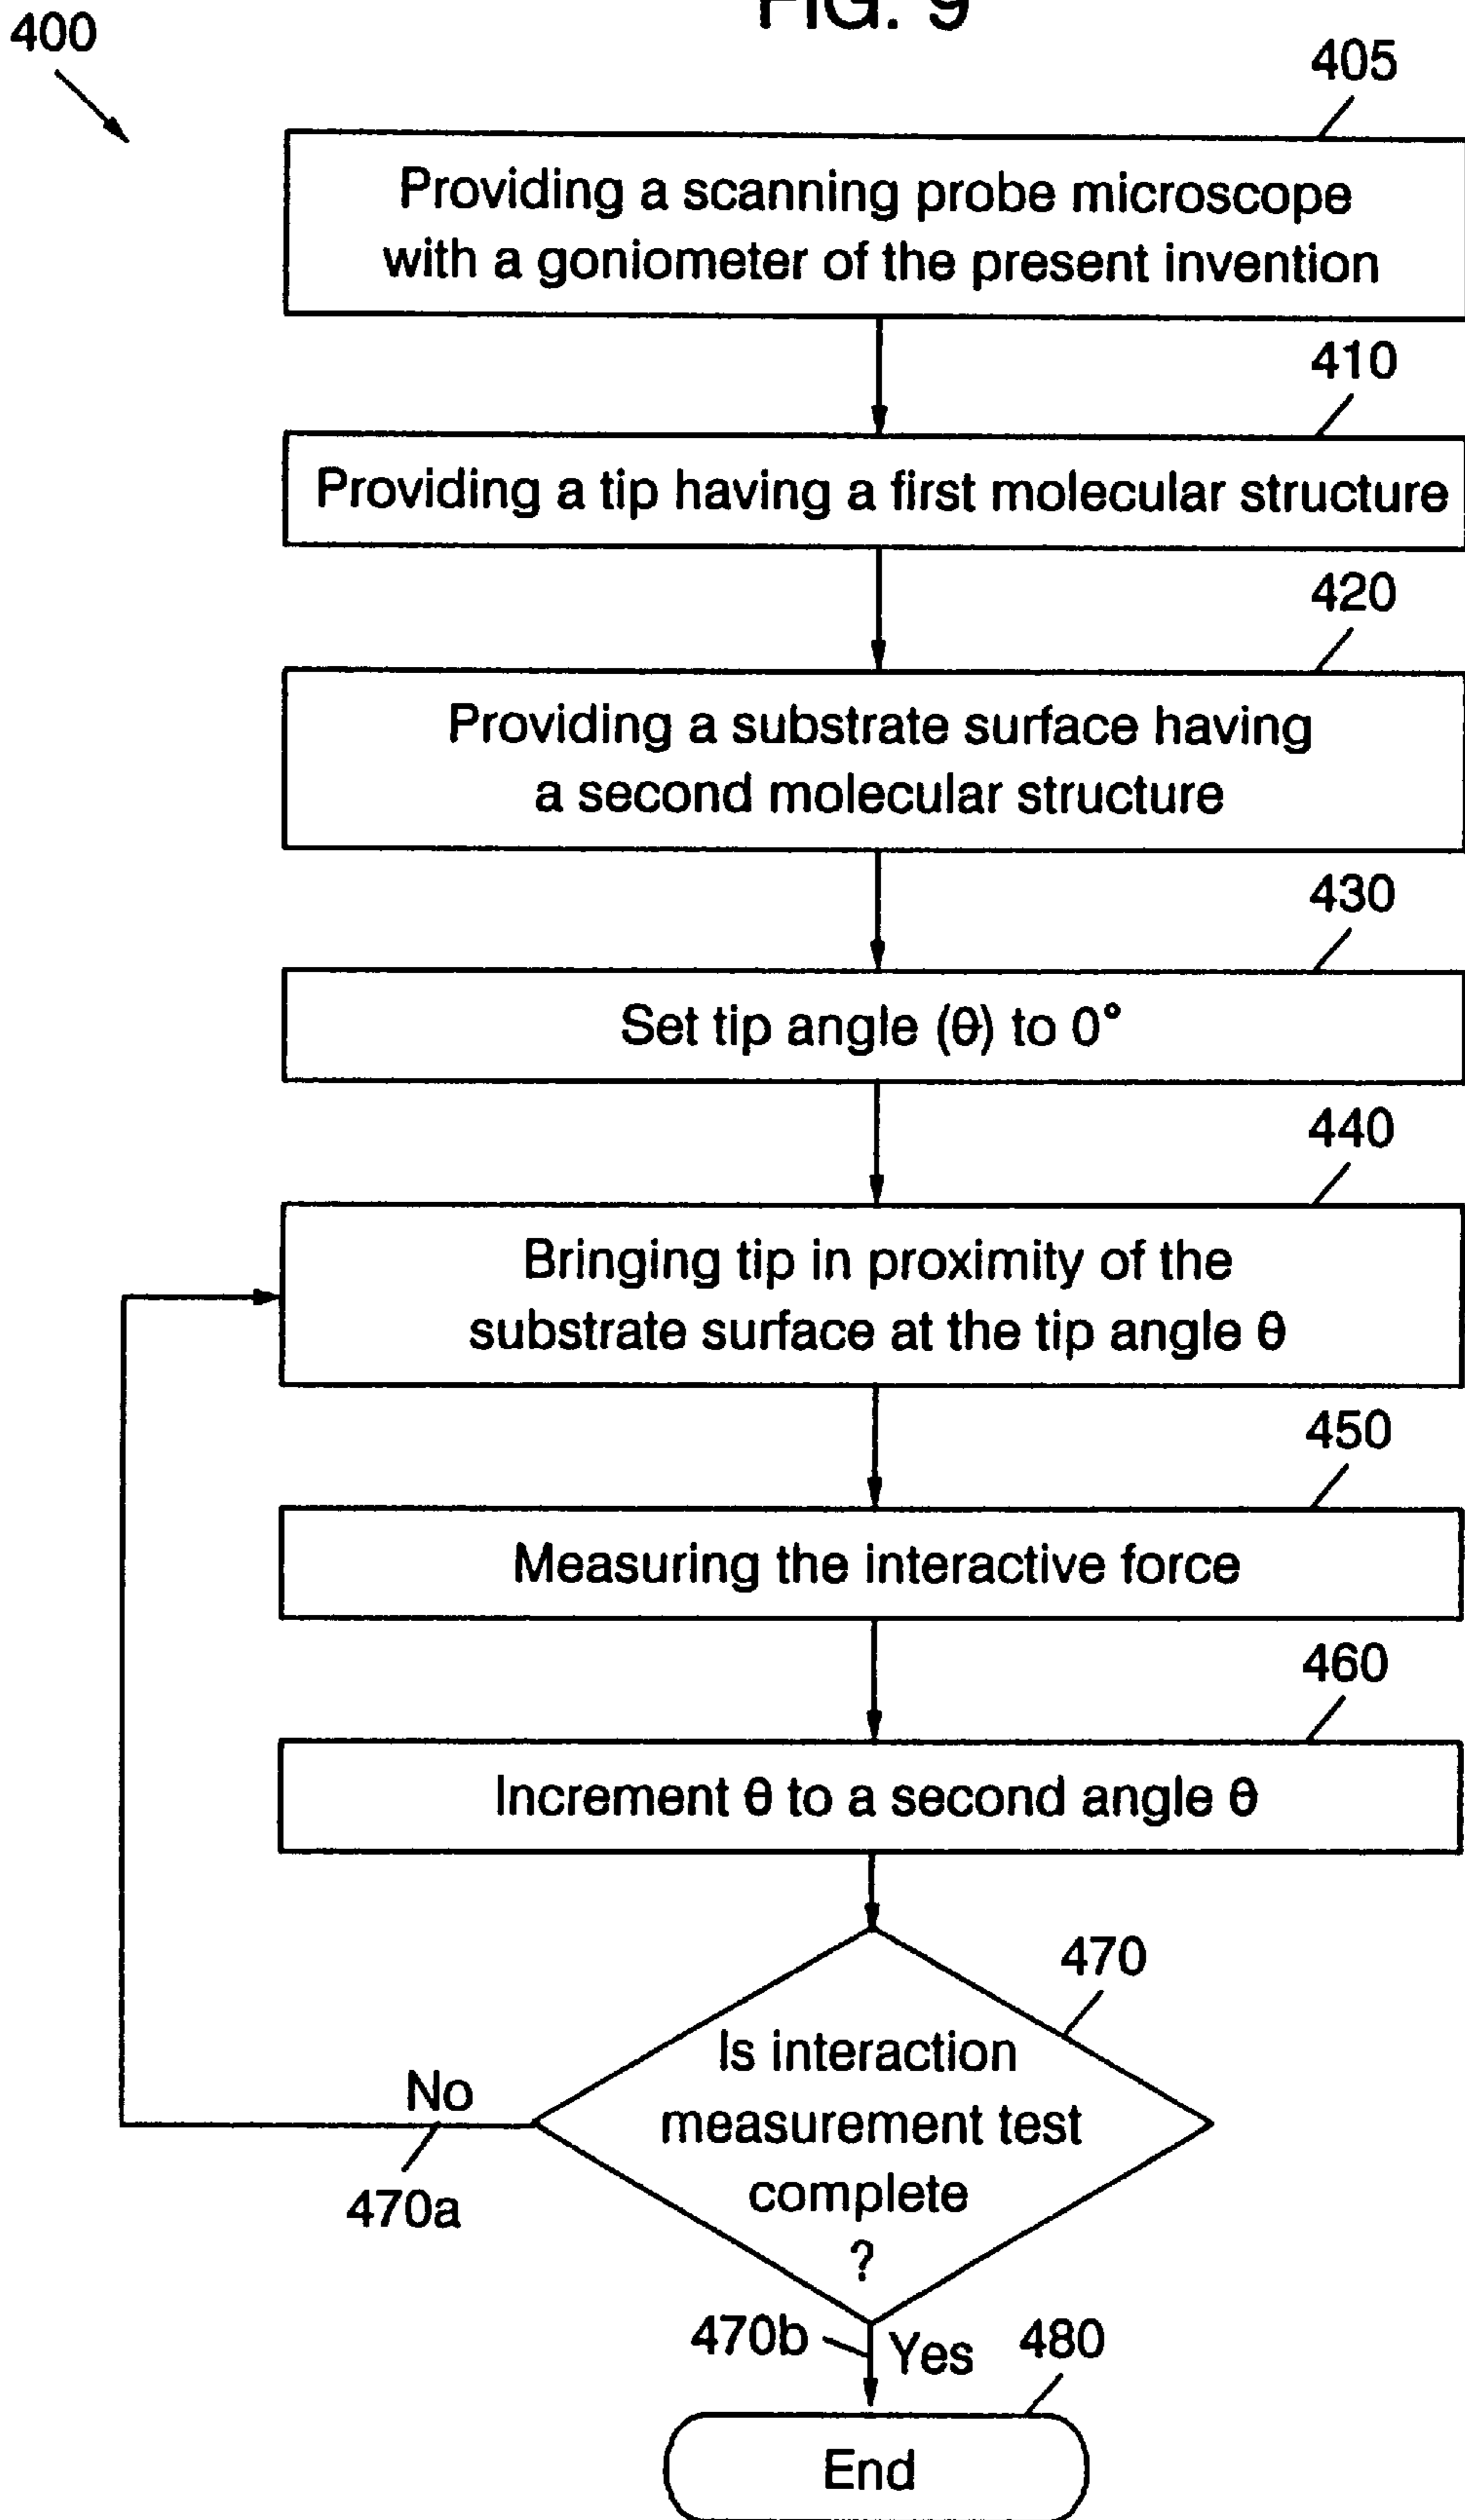 FIG. 9
400
405
Providing a scanning probe microscope
with a goniometer of the present invention
410
Providing a tip having a first molecular structure
420
Providing a substrate surface having
a second molecular structure
430
Set tip angle (θ) to 0°
440
Bringing tip in proximity of the
substrate surface at the tip angle θ
450
Measuring the interactive force
460
Increment θ to a second angle θ
470
Is interaction
measurement test
complete
?
No
470a
470b
Yes
480
End